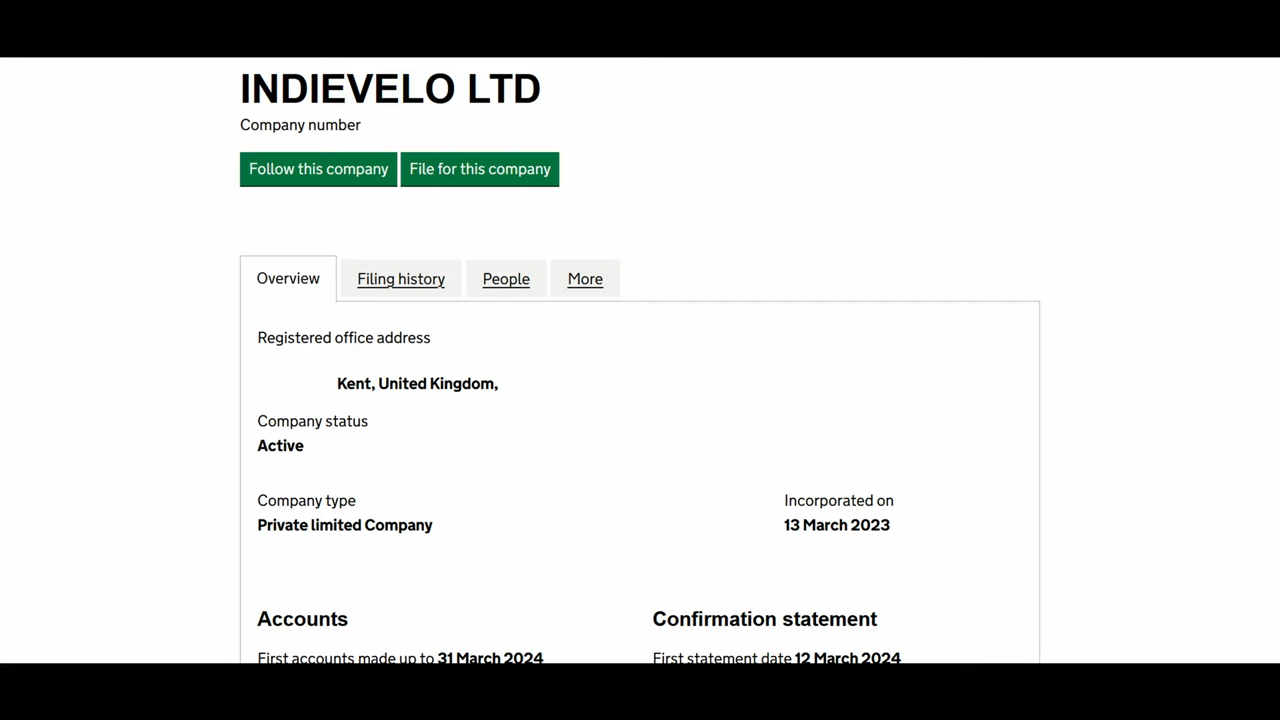 INDIEVELO LTD
Company number
Follow this company File for this company
Overview Filing history People More
Registered office address
Kent, United Kingdom,
Company status
Active
Company type Incorporated on
Private limited Company 13 March 2023
Accounts Confirmation statement
First accounts made up to 31 March 2024 First statement date 12 March 2024